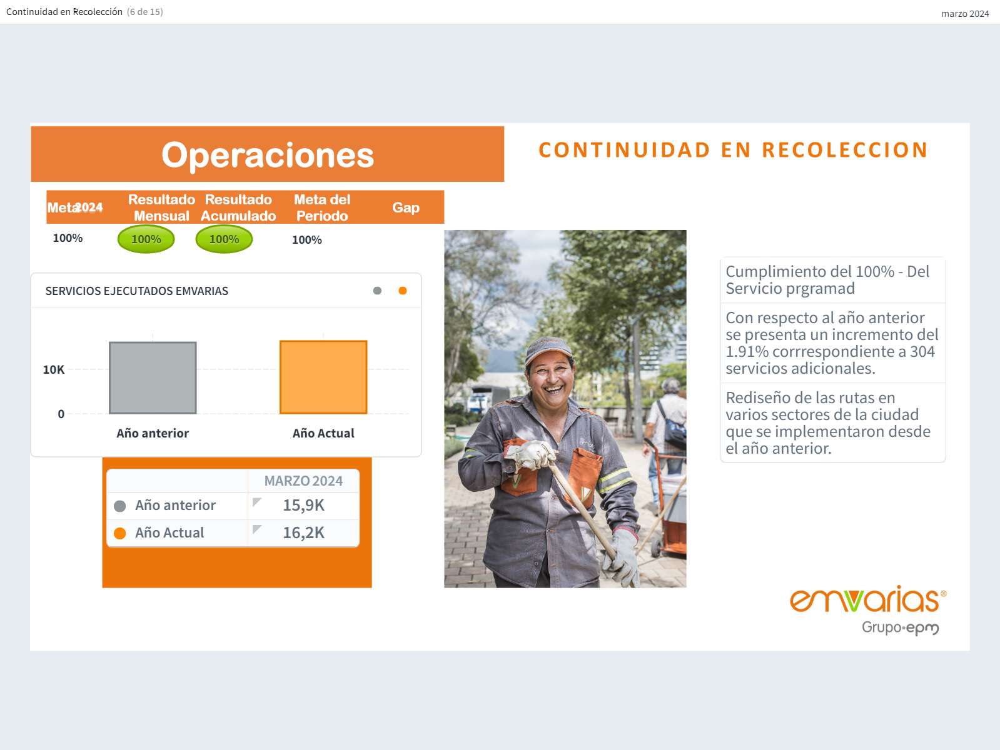 Continuidad en Recolección (6 de 15)
marzo 2024
Operaciones
CONTINUIDAD EN RECOLECCION
Meta 2024
Resultado Mensual
Resultado Acumulado
Meta del Periodo
Gap
100%
100%
100%
100%
SERVICIOS EJECUTADOS EMVARIAS
10K
0
Año anterior
Año Actual
MARZO 2024
Año anterior 15,9K
Año Actual 16,2K
Cumplimiento del 100% - Del
Servicio prgramad
Con respecto al año anterior
se presenta un incremento del
1.91% corrrespondiente a 304
servicios adicionales.
Rediseño de las rutas en
varios sectores de la ciudad
que se implementaron desde
el año anterior.
emvarias®
Grupo·epm